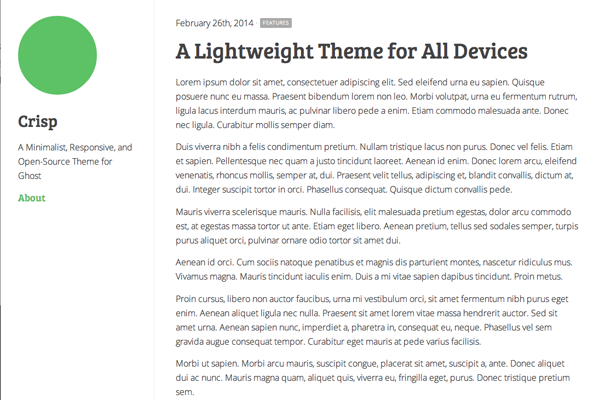 Crisp
A Minimalist, Responsive, and
Open-Source Theme for
Ghost
About
February 26th, 2014 · FEATURES
A Lightweight Theme for All Devices
Lorem ipsum dolor sit amet, consectetuer adipiscing elit. Sed eleifend urna eu sapien. Quisque
posuere nunc eu massa. Praesent bibendum lorem non leo. Morbi volutpat, urna eu fermentum rutrum,
ligula lacus interdum mauris, ac pulvinar libero pede a enim. Etiam commodo malesuada ante. Donec
nec ligula. Curabitur mollis semper diam.
Duis viverra nibh a felis condimentum pretium. Nullam tristique lacus non purus. Donec vel felis. Etiam
et sapien. Pellentesque nec quam a justo tincidunt laoreet. Aenean id enim. Donec lorem arcu, eleifend
venenatis, rhoncus mollis, semper at, dui. Praesent velit tellus, adipiscing et, blandit convallis, dictum at,
dui. Integer suscipit tortor in orci. Phasellus consequat. Quisque dictum convallis pede.
Mauris viverra scelerisque mauris. Nulla facilisis, elit malesuada pretium egestas, dolor arcu commodo
est, at egestas massa tortor ut ante. Etiam eget libero. Aenean pretium, tellus sed sodales semper, turpis
purus aliquet orci, pulvinar ornare odio tortor sit amet dui.
Aenean id orci. Cum sociis natoque penatibus et magnis dis parturient montes, nascetur ridiculus mus.
Vivamus magna. Mauris tincidunt iaculis enim. Duis a mi vitae sapien dapibus tincidunt. Proin metus.
Proin cursus, libero non auctor faucibus, urna mi vestibulum orci, sit amet fermentum nibh purus eget
enim. Aenean aliquet ligula nec nulla. Praesent sit amet lorem vitae massa hendrerit auctor. Sed sit
amet urna. Aenean sapien nunc, imperdiet a, pharetra in, consequat eu, neque. Phasellus vel sem
gravida augue consequat tempor. Curabitur eget mauris at pede varius facilisis.
Morbi ut sapien. Morbi arcu mauris, suscipit congue, placerat sit amet, suscipit a, ante. Donec aliquet
dui ac nunc. Mauris magna quam, aliquet quis, viverra eu, fringilla eget, purus. Donec tristique pretium
sem.